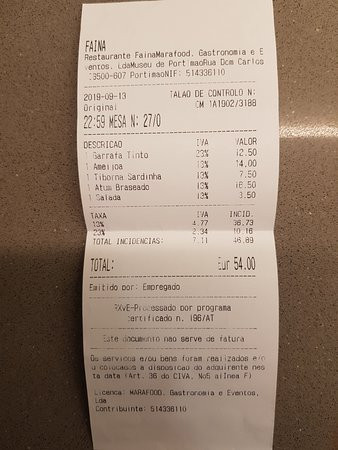 FAINA
Restaurante FainaMarafood. Gastronomia e E
ventos. LdaMuseu de PortimaoRua Dom Carlos
I8500-607 PortimaoNIF: 514336110
2019-09-13 TALAO DE CONTROLO N:
Original CM 1A1902/3188
22:59 MESA N: 27/0
DESCRICAO IVA VALOR
1 Garrafa Tinto 23% 12.50
1 Ameijoa 13% 14.00
1 Tiborna Sardinha 13% 7.50
1 Atum Braseado 13% 16.50
1 Salada 13% 3.50
TAXA IVA INCID.
13% 4.77 36.73
23% 2.34 10.16
TOTAL INCIDENCIAS: 7.11 46.89
TOTAL: Eur 54.00
Emitido por: Empregado
RXvE-Processado por programa
certificado n. 196/AT
Este documento nao serve de fatura
Os servicos e/ou bens foram realizados e/o
u colocados a disposicao do adquirente nes
ta data (Art. 36 do CIVA, No5 alinea F)
Licenca: MARAFOOD. Gastronomia e Eventos,
Lda
Contribuinte: 514336110